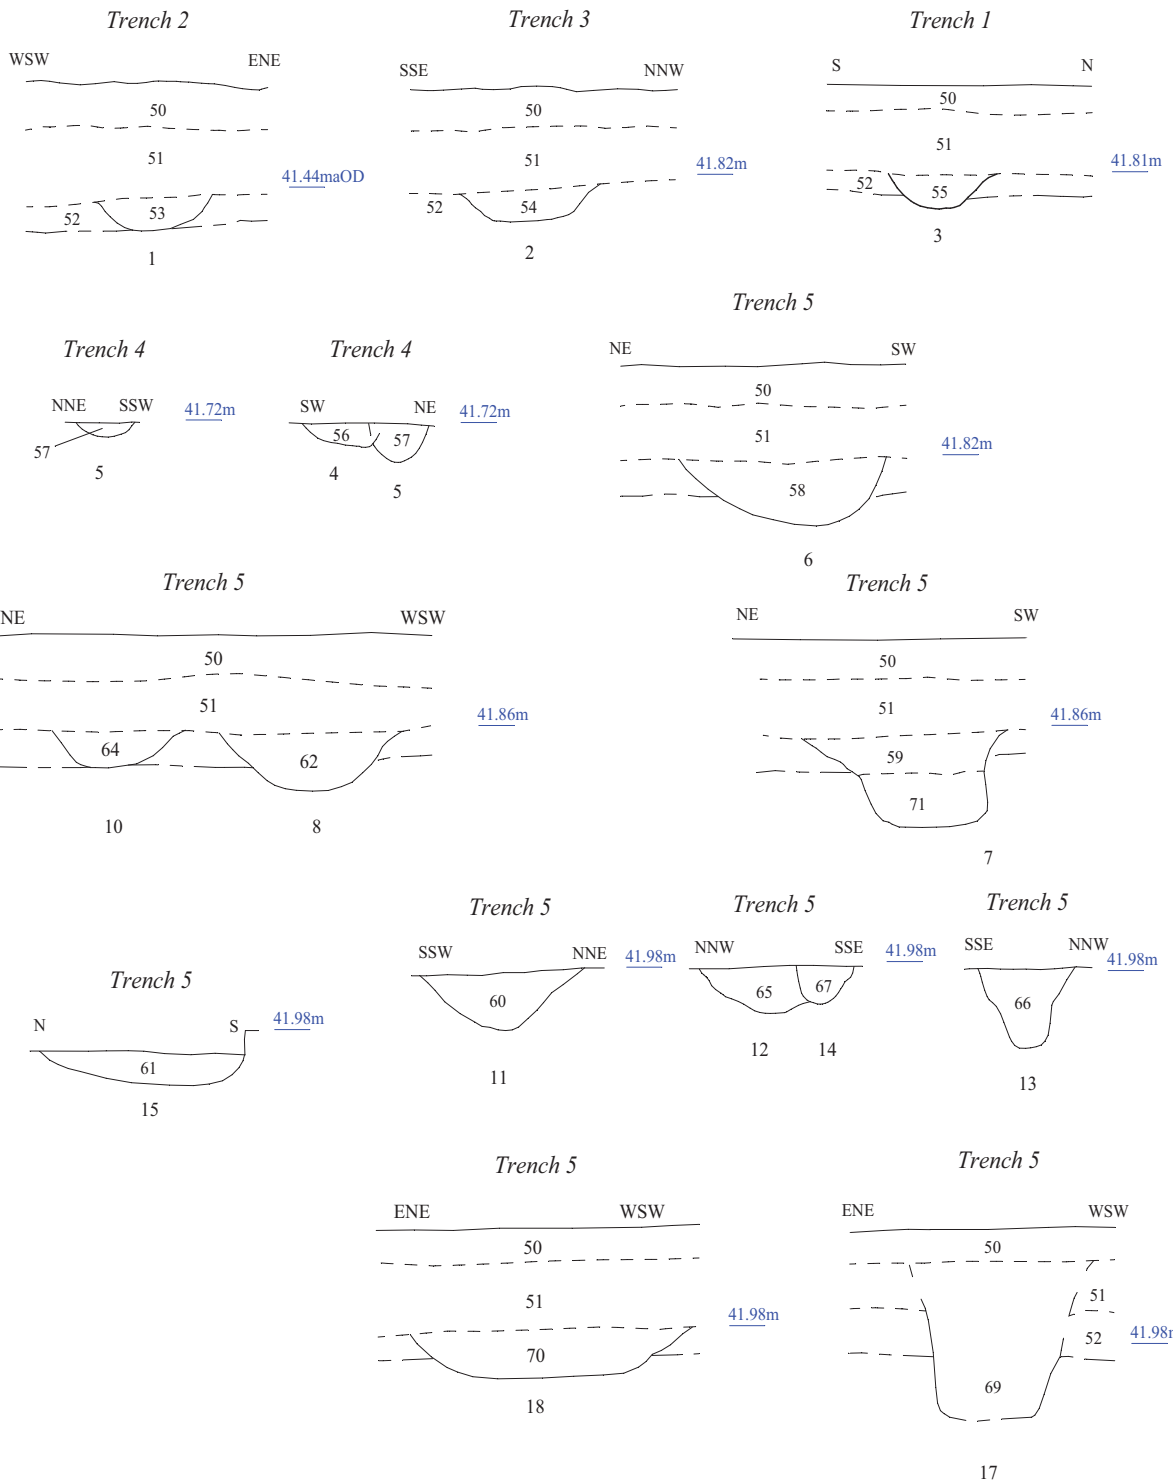 Trench 2
WSW ENE
50
51
41.44maOD
52 53
1
Trench 3
SSE NNW
50
51
41.82m
52 54
2
Trench 1
S N
50
51
41.81m
52 55
3
Trench 4
NNE SSW 41.72m
57
5
Trench 4
SW NE 41.72m
56 57
4 5
Trench 5
NE SW
50
51
41.82m
58
6
Trench 5
NE WSW
50
51
41.86m
64 62
10 8
Trench 5
NE SW
50
51
41.86m
59
71
7
Trench 5
N S 41.98m
61
15
Trench 5
SSW NNE 41.98m
60
11
Trench 5
NNW SSE 41.98m
65 67
12 14
Trench 5
SSE NNW 41.98m
66
13
Trench 5
ENE WSW
50
51
41.98m
70
18
Trench 5
ENE WSW
50
51
52 41.98m
69
17